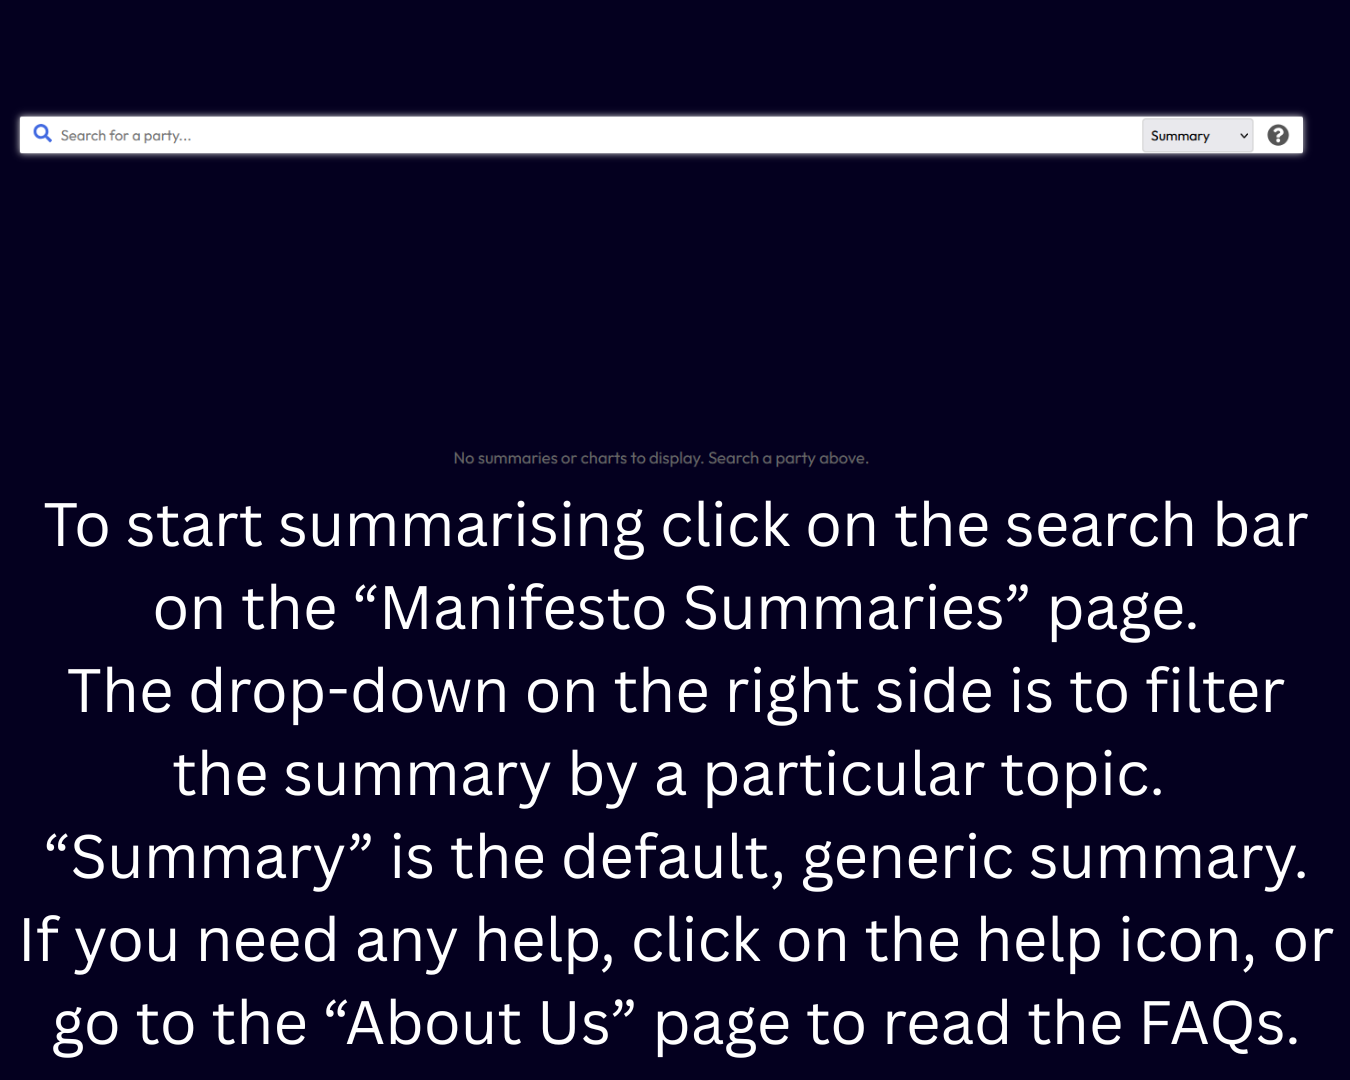 Search for a party...
Summary
?
No summaries or charts to display. Search a party above.
To start summarising click on the search bar
on the “Manifesto Summaries” page.
The drop-down on the right side is to filter
the summary by a particular topic.
“Summary” is the default, generic summary.
If you need any help, click on the help icon, or
go to the “About Us” page to read the FAQs.